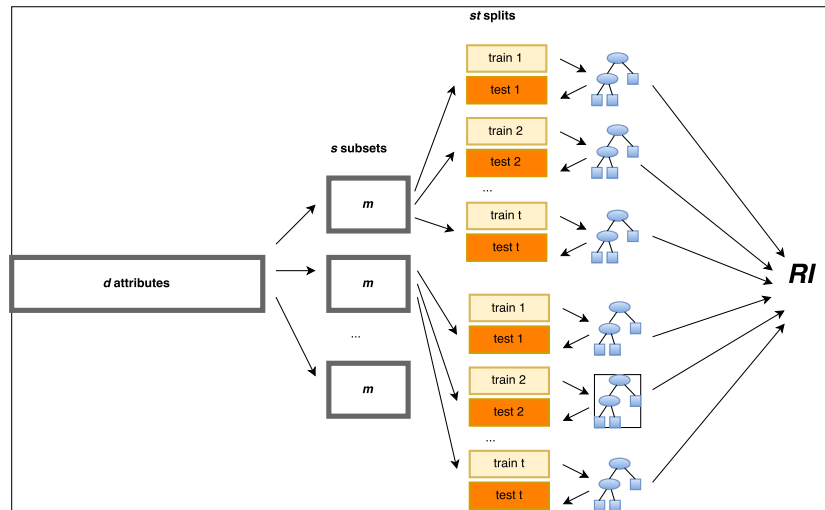 st splits
train 1
test 1
train 2
test 2
...
train t
test t
s subsets
m
m
...
m
d attributes
train 1
test 1
train 2
test 2
...
train t
test t
RI